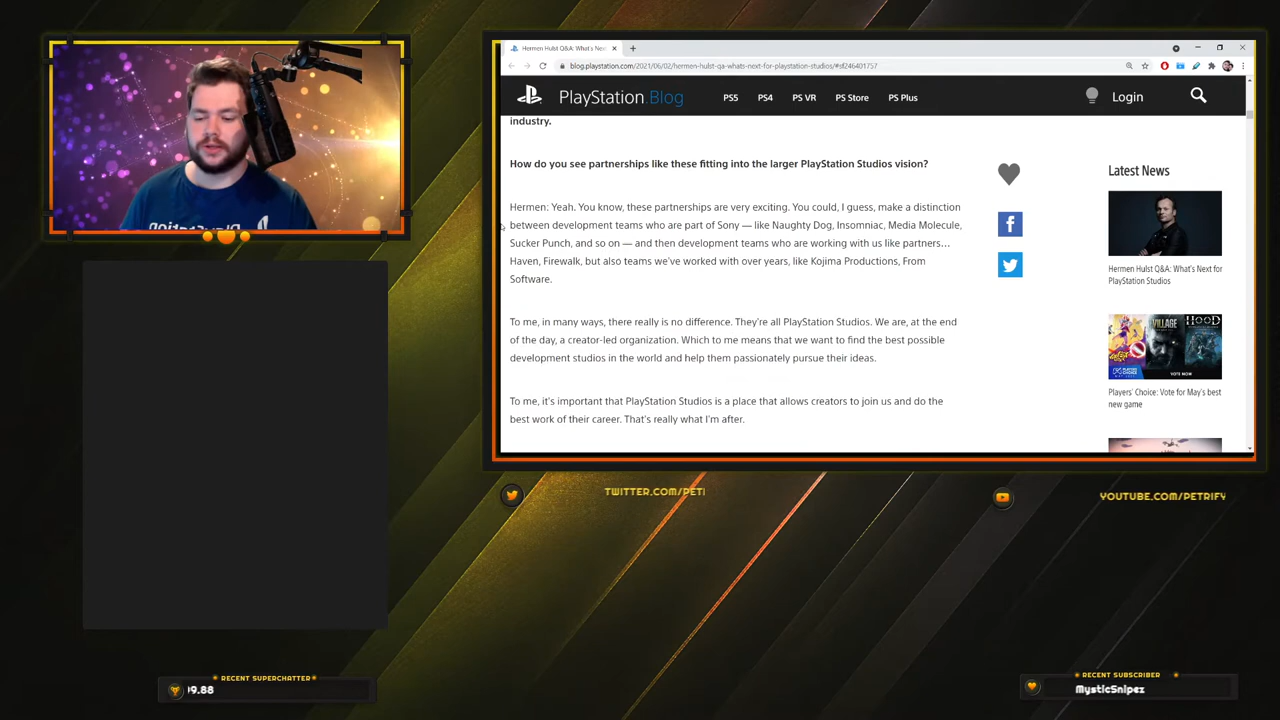 Hermen Hulst Q&A: What's Nex
blog.playstation.com/2021/06/02/hermen-hulst-qa-whats-next-for-playstation-studios/#sf246401757
PlayStation.Blog
PS5
PS4
PS VR
PS Store
PS Plus
Login
industry.
How do you see partnerships like these fitting into the larger PlayStation Studios vision?
Hermen: Yeah. You know, these partnerships are very exciting. You could, I guess, make a distinction
between development teams who are part of Sony — like Naughty Dog, Insomniac, Media Molecule,
Sucker Punch, and so on — and then development teams who are working with us like partners…
Haven, Firewalk, but also teams we've worked with over years, like Kojima Productions, From
Software.
To me, in many ways, there really is no difference. They're all PlayStation Studios. We are, at the end
of the day, a creator-led organization. Which to me means that we want to find the best possible
development studios in the world and help them passionately pursue their ideas.
To me, it's important that PlayStation Studios is a place that allows creators to join us and do the
best work of their career. That's really what I'm after.
Latest News
Hermen Hulst Q&A: What's Next for
PlayStation Studios
VILLAGE
HOOD
VOTE NOW
Players' Choice: Vote for May's best
new game
TWITTER.COM/PETI
YOUTUBE.COM/PETRIFY
RECENT SUPERCHATTER
9.88
RECENT SUBSCRIBER
MysticSnipez